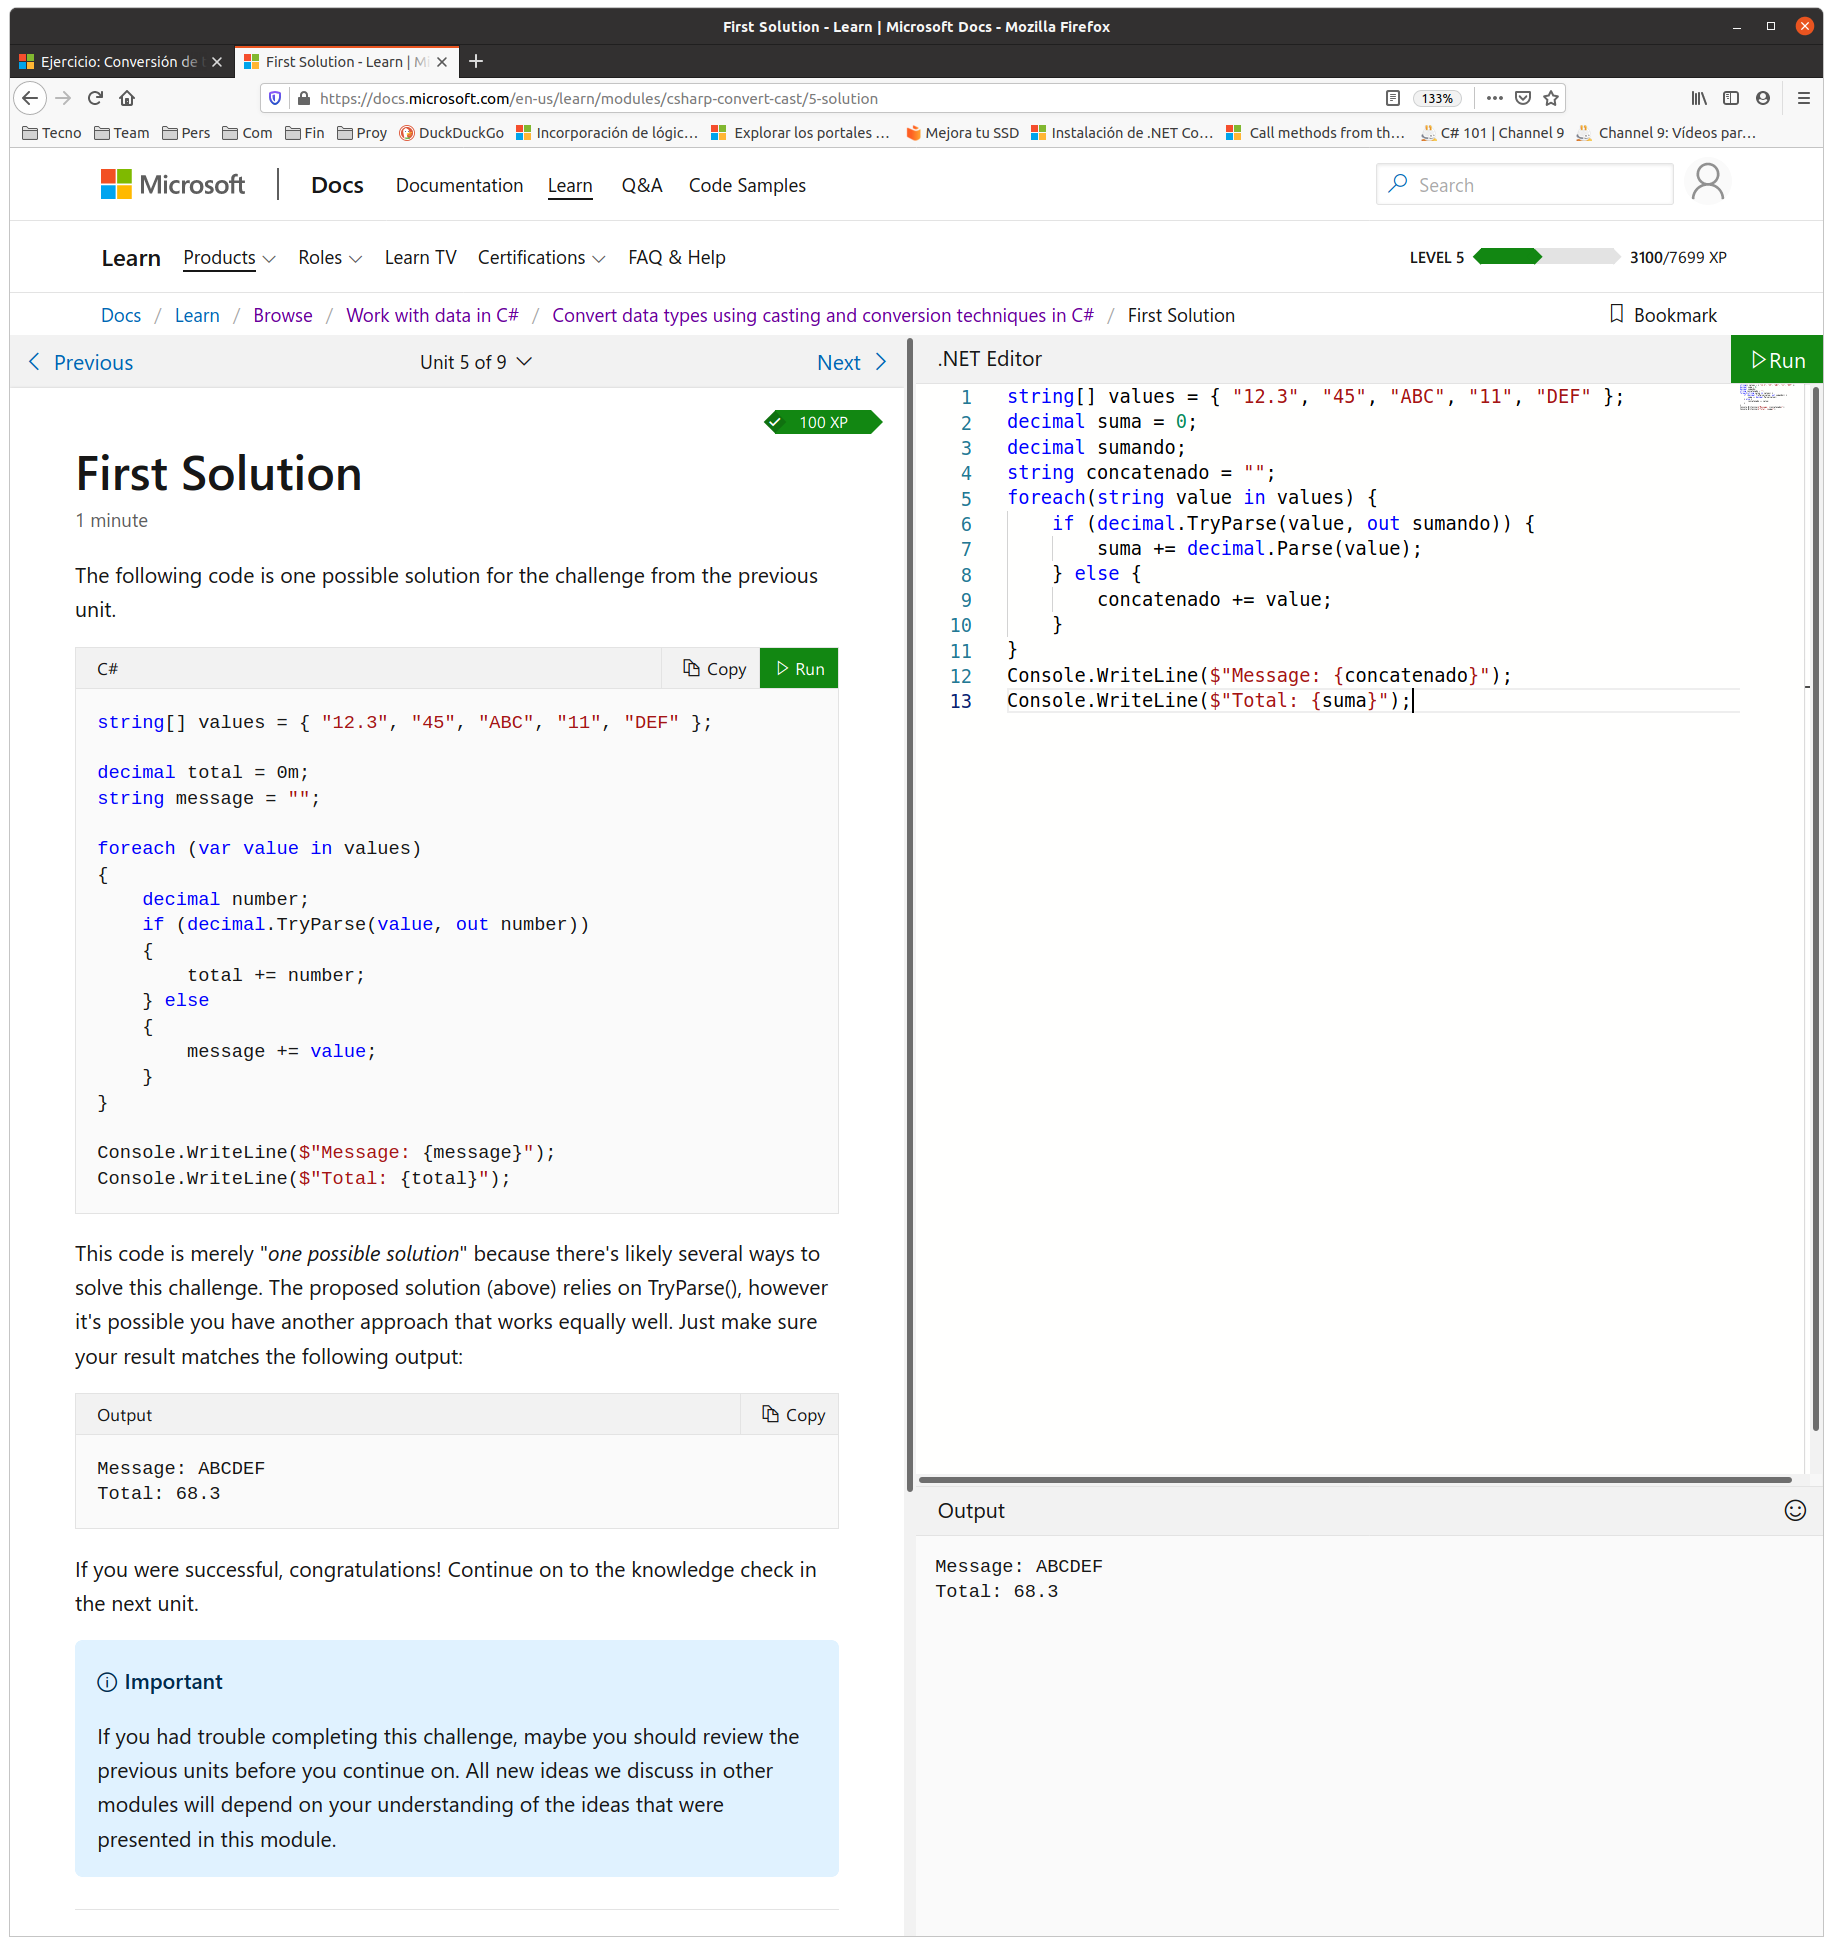 First Solution - Learn | Microsoft Docs - Mozilla Firefox
Ejercicio: Conversión de
First Solution - Learn | Mi
https://docs.microsoft.com/en-us/learn/modules/csharp-convert-cast/5-solution
133%
Tecno Team Pers Com Fin Proy DuckDuckGo Incorporación de lógic... Explorar los portales ... Mejora tu SSD Instalación de .NET Co... Call methods from th... C# 101 | Channel 9 Channel 9: Vídeos par...
Microsoft Docs Documentation Learn Q&A Code Samples Search
Learn Products Roles Learn TV Certifications FAQ & Help LEVEL 5 3100/7699 XP
Docs / Learn / Browse / Work with data in C# / Convert data types using casting and conversion techniques in C# / First Solution Bookmark
Previous Unit 5 of 9 Next
100 XP
First Solution
1 minute
The following code is one possible solution for the challenge from the previous
unit.
C# Copy Run
string[] values = { "12.3", "45", "ABC", "11", "DEF" };
decimal total = 0m;
string message = "";
foreach (var value in values)
{
    decimal number;
    if (decimal.TryParse(value, out number))
    {
        total += number;
    } else
    {
        message += value;
    }
}
Console.WriteLine($"Message: {message}");
Console.WriteLine($"Total: {total}");
This code is merely "one possible solution" because there's likely several ways to
solve this challenge. The proposed solution (above) relies on TryParse(), however
it's possible you have another approach that works equally well. Just make sure
your result matches the following output:
Output Copy
Message: ABCDEF
Total: 68.3
If you were successful, congratulations! Continue on to the knowledge check in
the next unit.
Important
If you had trouble completing this challenge, maybe you should review the
previous units before you continue on. All new ideas we discuss in other
modules will depend on your understanding of the ideas that were
presented in this module.
.NET Editor Run
1 string[] values = { "12.3", "45", "ABC", "11", "DEF" };
2 decimal suma = 0;
3 decimal sumando;
4 string concatenado = "";
5 foreach(string value in values) {
6     if (decimal.TryParse(value, out sumando)) {
7         suma += decimal.Parse(value);
8     } else {
9         concatenado += value;
10     }
11 }
12 Console.WriteLine($"Message: {concatenado}");
13 Console.WriteLine($"Total: {suma}");
Output
Message: ABCDEF
Total: 68.3